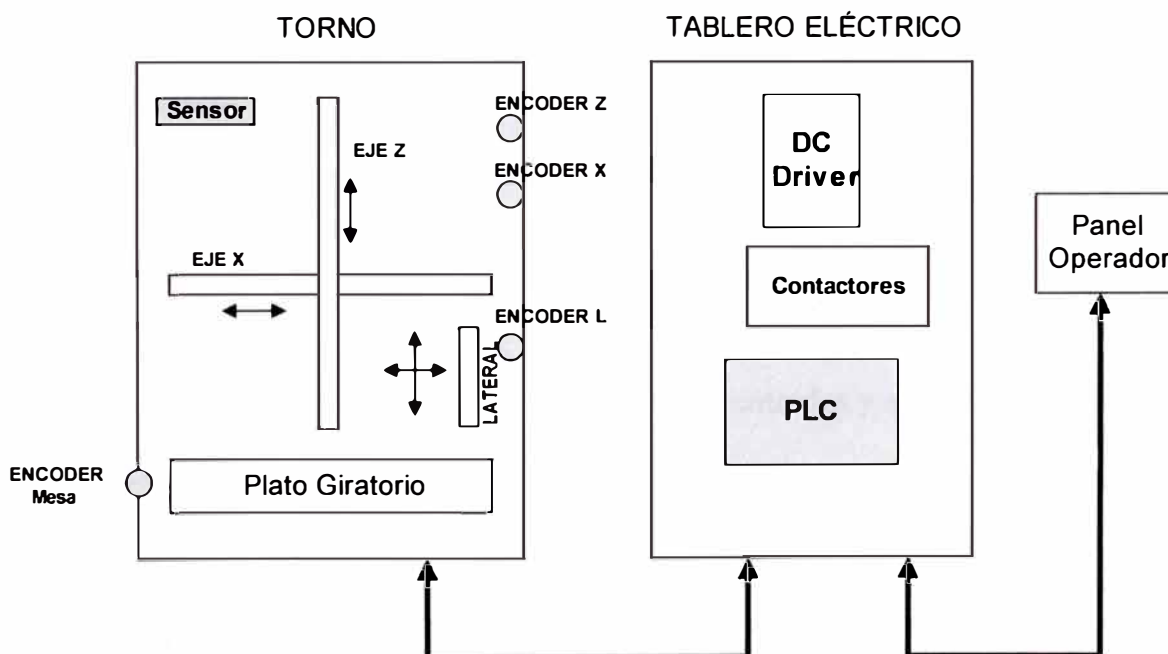 TORNO
TABLERO ELÉCTRICO
Sensor
ENCODER Z
EJE Z
ENCODER X
EJE X
ENCODER L
LATERAL
ENCODER
Mesa
Plato Giratorio
DC
Driver
Contactores
PLC
Panel
Operador